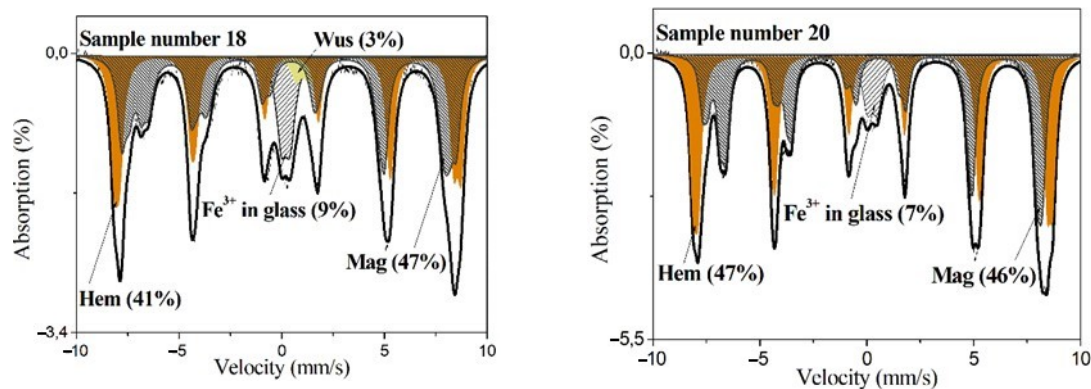 Sample number 18
Wus (3%)
0,0
Absorption (%)
Fe³⁺ in glass (9%)
Mag (47%)
Hem (41%)
−3,4
−10
−5
0
5
10
Velocity (mm/s)
Sample number 20
0,0
Absorption (%)
Fe³⁺ in glass (7%)
Hem (47%)
Mag (46%)
−5,5
−10
−5
0
5
10
Velocity (mm/s)